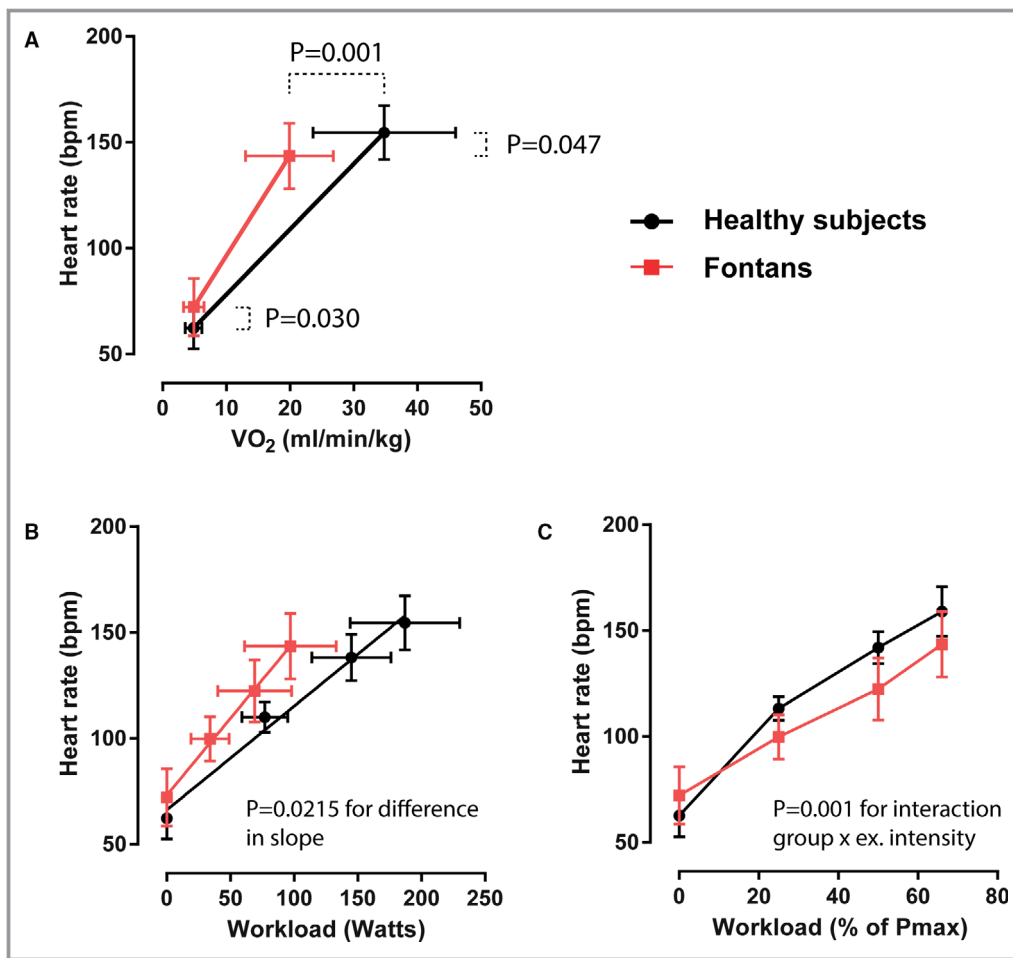 A
200
150
100
50
Heart rate (bpm)
P=0.001
P=0.047
P=0.030
0 10 20 30 40 50
VO₂ (ml/min/kg)
Healthy subjects
Fontans
B
200
150
100
50
Heart rate (bpm)
P=0.0215 for difference
in slope
0 50 100 150 200 250
Workload (Watts)
C
200
150
100
50
Heart rate (bpm)
P=0.001 for interaction
group x ex. intensity
0 20 40 60 80
Workload (% of Pmax)